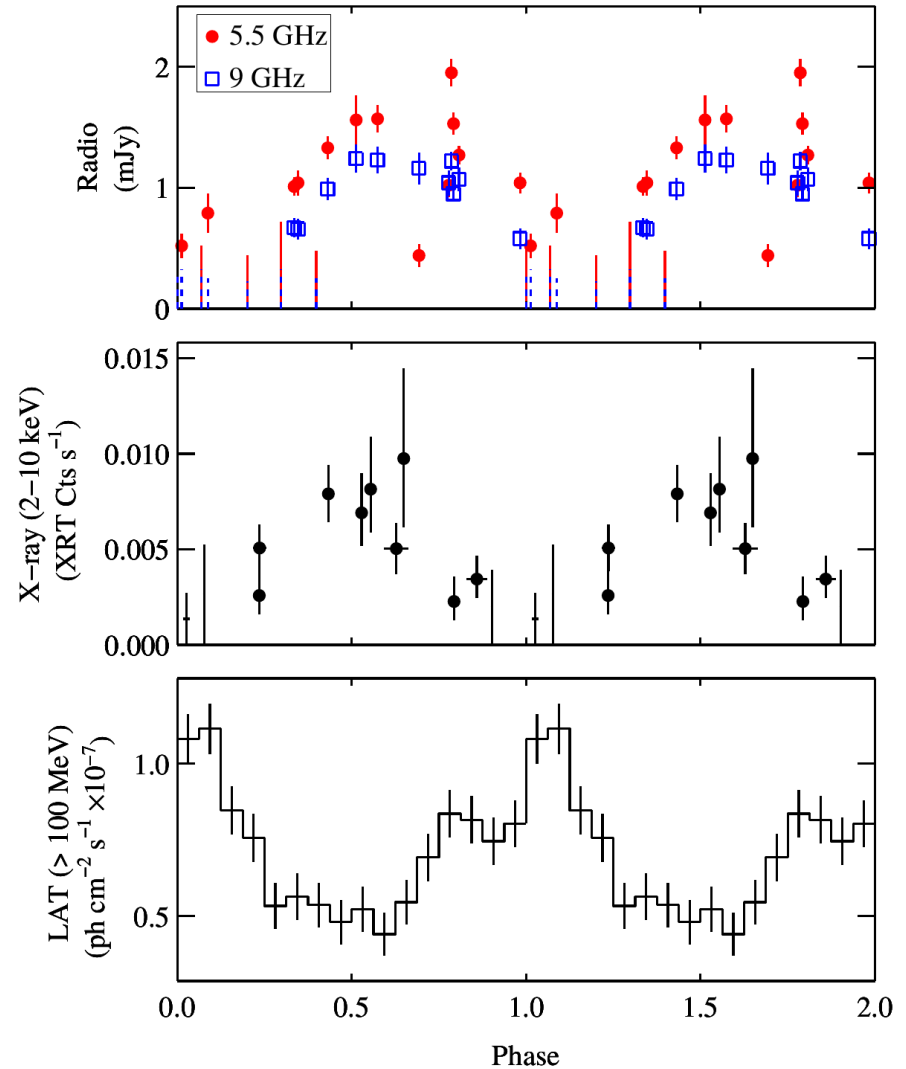 5.5 GHz
9 GHz
Radio
(mJy)
2
1
0
X−ray (2−10 keV)
(XRT Cts s⁻¹)
0.015
0.010
0.005
0.000
LAT (> 100 MeV)
(ph cm⁻² s⁻¹ ×10⁻⁷)
1.0
0.5
0.0 0.5 1.0 1.5 2.0
Phase